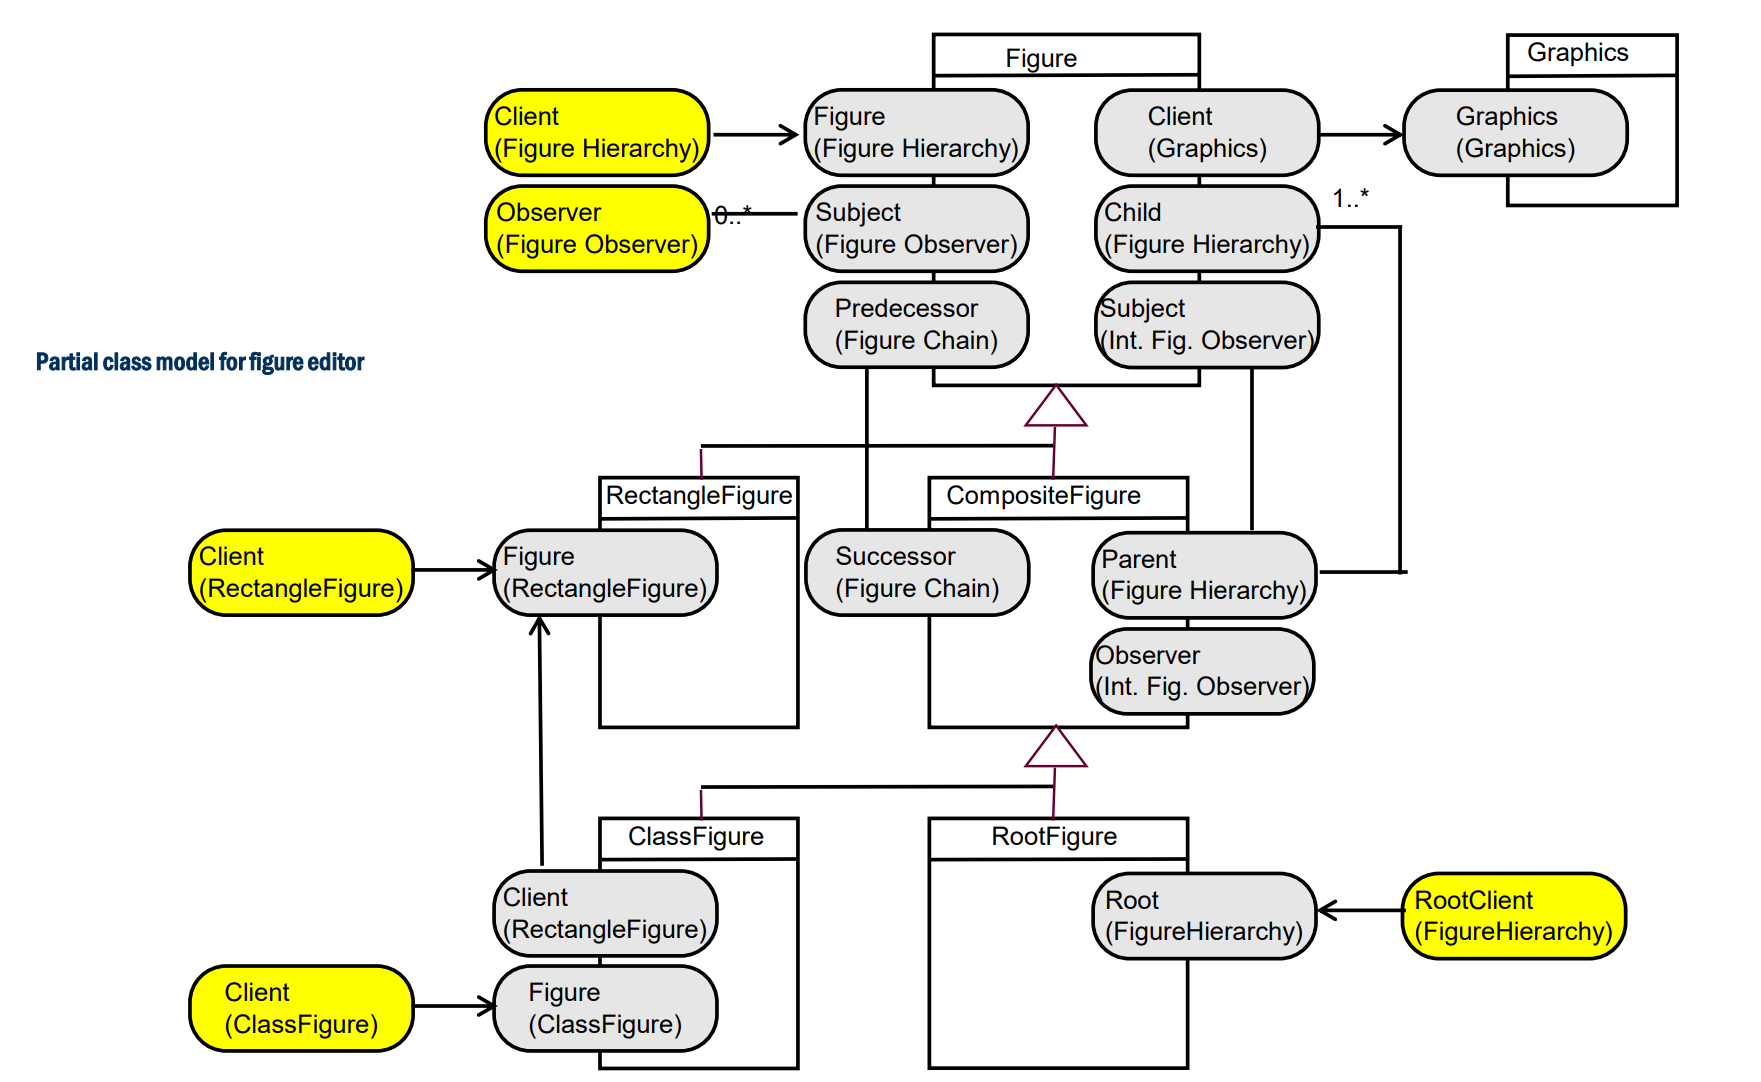 Figure
Graphics
Client
(Figure Hierarchy)
Figure
(Figure Hierarchy)
Client
(Graphics)
Graphics
(Graphics)
Observer
(Figure Observer)
0..*
Subject
(Figure Observer)
Child
(Figure Hierarchy)
1..*
Predecessor
(Figure Chain)
Subject
(Int. Fig. Observer)
Partial class model for figure editor
RectangleFigure
CompositeFigure
Client
(RectangleFigure)
Figure
(RectangleFigure)
Successor
(Figure Chain)
Parent
(Figure Hierarchy)
Observer
(Int. Fig. Observer)
ClassFigure
RootFigure
Client
(RectangleFigure)
Root
(FigureHierarchy)
RootClient
(FigureHierarchy)
Client
(ClassFigure)
Figure
(ClassFigure)